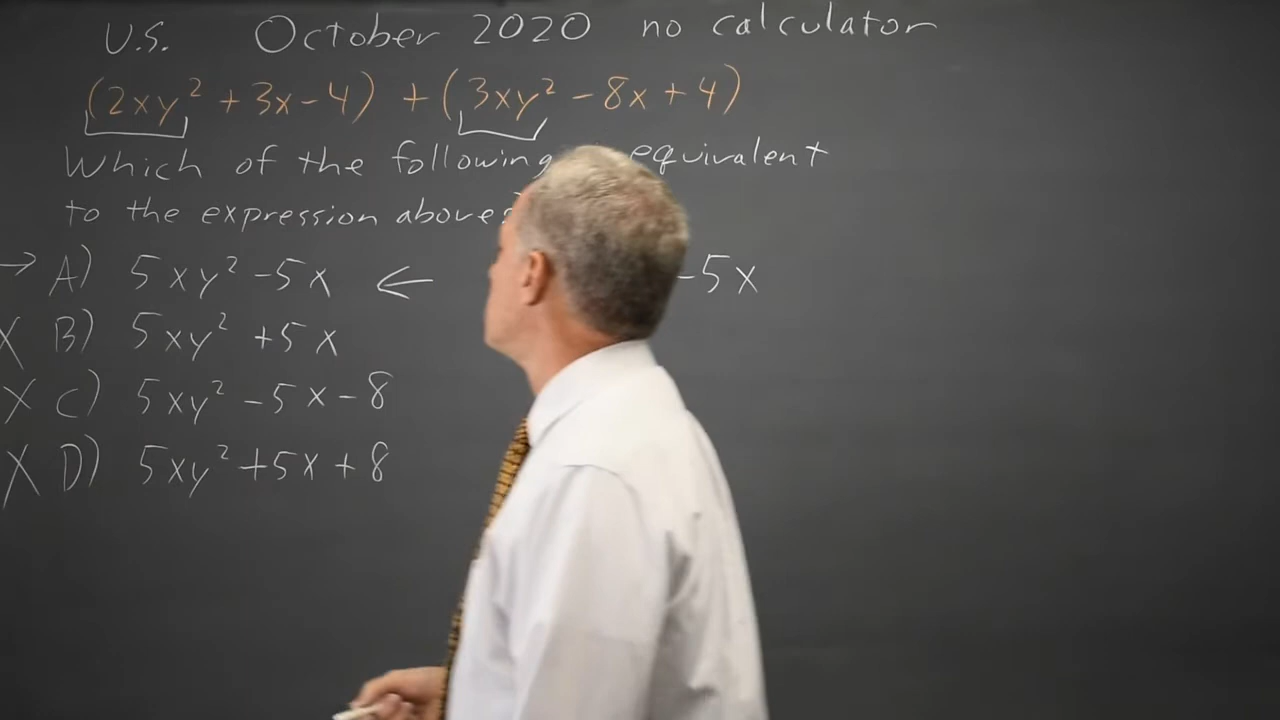 U.S. October 2020 no calculator
(2xy² + 3x - 4) + (3xy² - 8x + 4)
Which of the following equivalent
to the expression above?
→ A) 5xy² - 5x ← -5x
X B) 5xy² + 5x
X C) 5xy² - 5x - 8
X D) 5xy² + 5x + 8